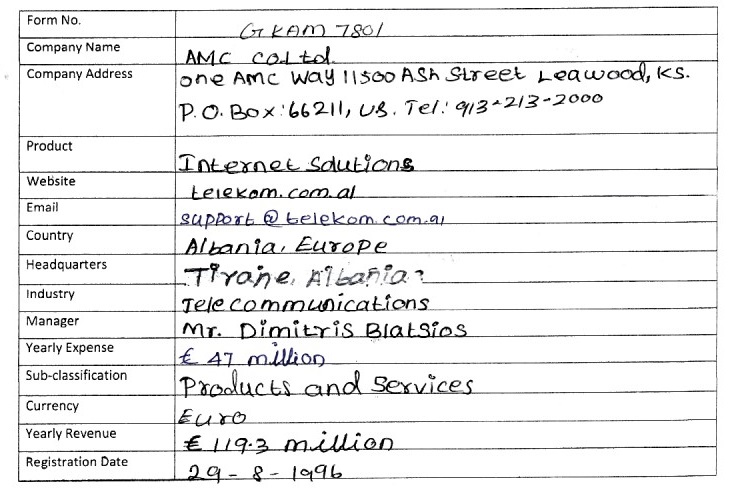 Form No. GKAM 7801
Company Name AMC Co.Ltd.
Company Address one AMC Way 11500 Ash Street Leawood, KS.
P.O. Box: 66211, US. Tel: 913-213-2000
Product Internet Solutions
Website telekom.com.al
Email support@telekom.com.al
Country Albania, Europe
Headquarters Tirane, Albania
Industry Telecommunications
Manager Mr. Dimitris Blatsios
Yearly Expense € 47 million
Sub-classification Products and Services
Currency Euro
Yearly Revenue € 119.3 million
Registration Date 29-8-1996